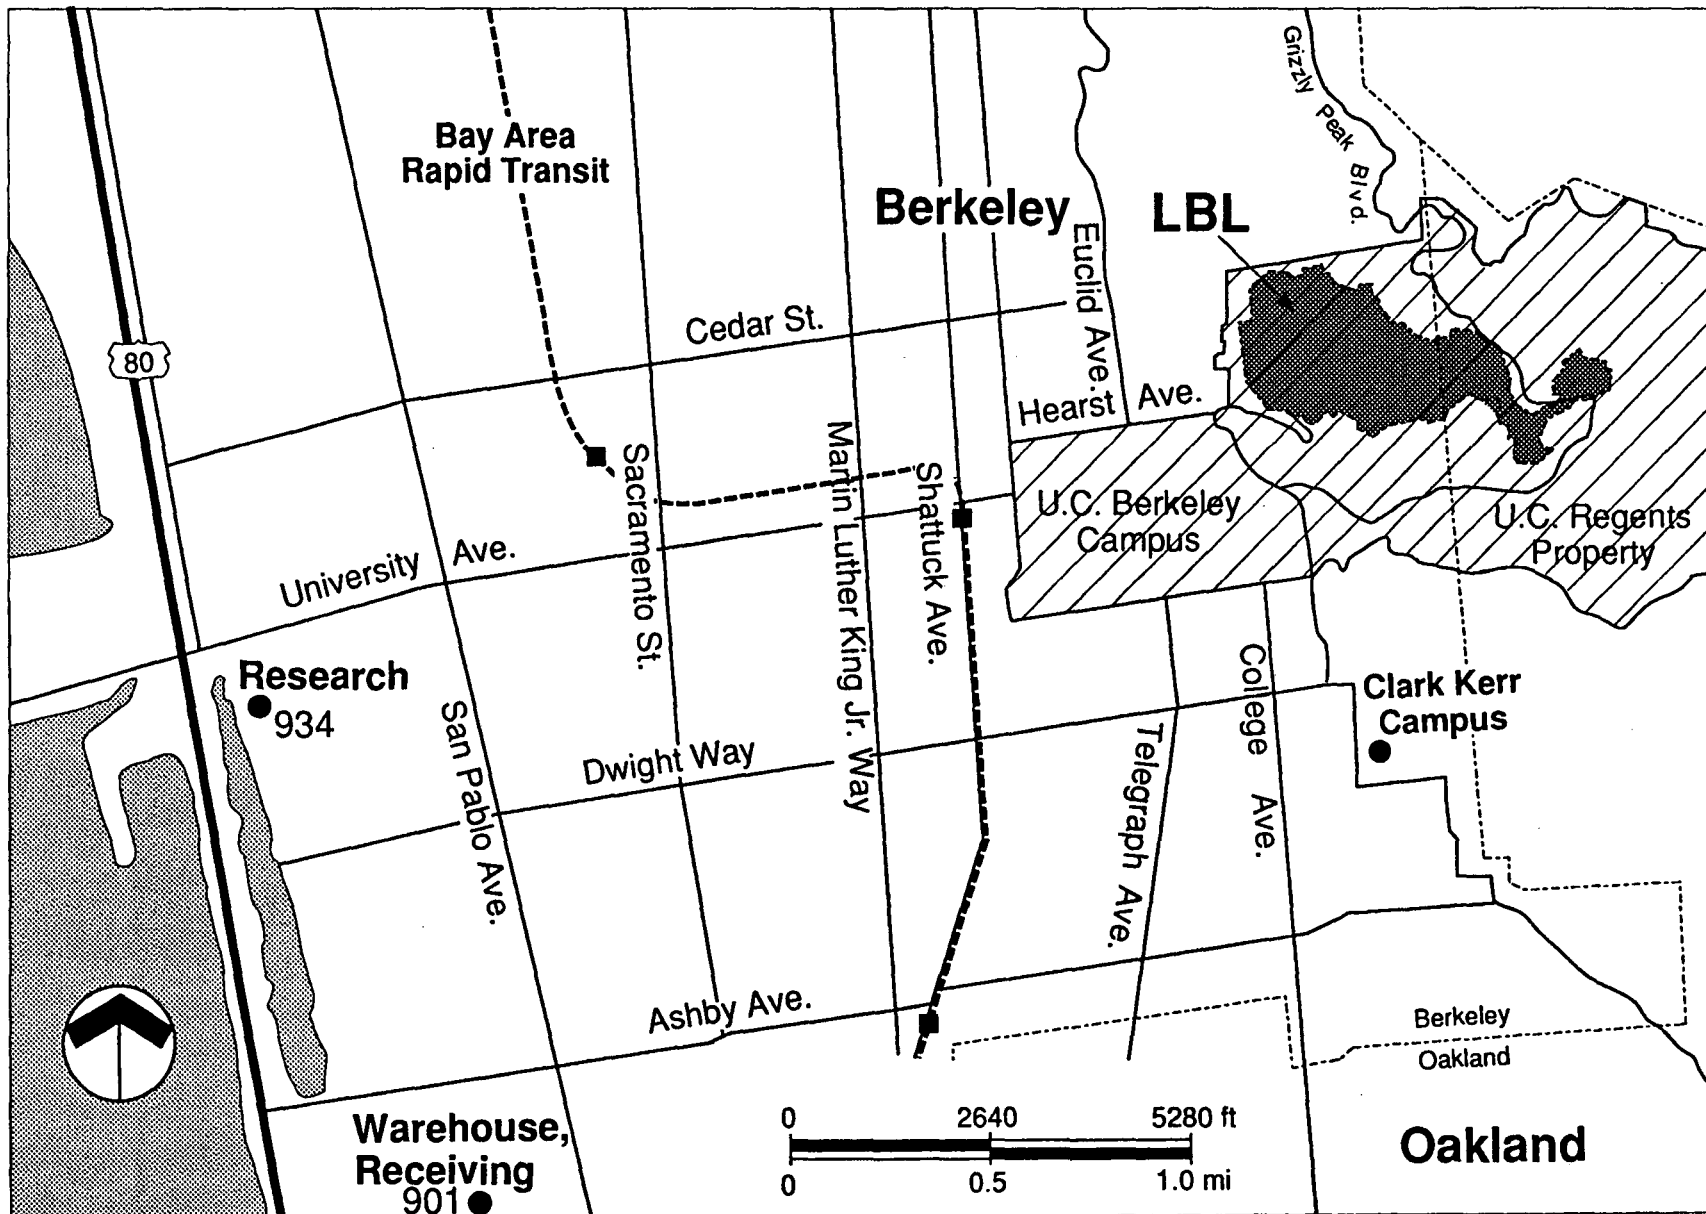 Grizzly Peak Blvd.
Bay Area
Rapid Transit
Berkeley
LBL
Euclid Ave.
Cedar St.
80
Hearst Ave.
Sacramento St.
Martin Luther King Jr. Way
Shattuck Ave.
U.C. Berkeley
Campus
U.C. Regents
Property
University Ave.
Research
934
San Pablo Ave.
Dwight Way
Telegraph Ave.
College Ave.
Clark Kerr
Campus
Ashby Ave.
Berkeley
Oakland
Warehouse,
Receiving
901
0 2640 5280 ft
0 0.5 1.0 mi
Oakland